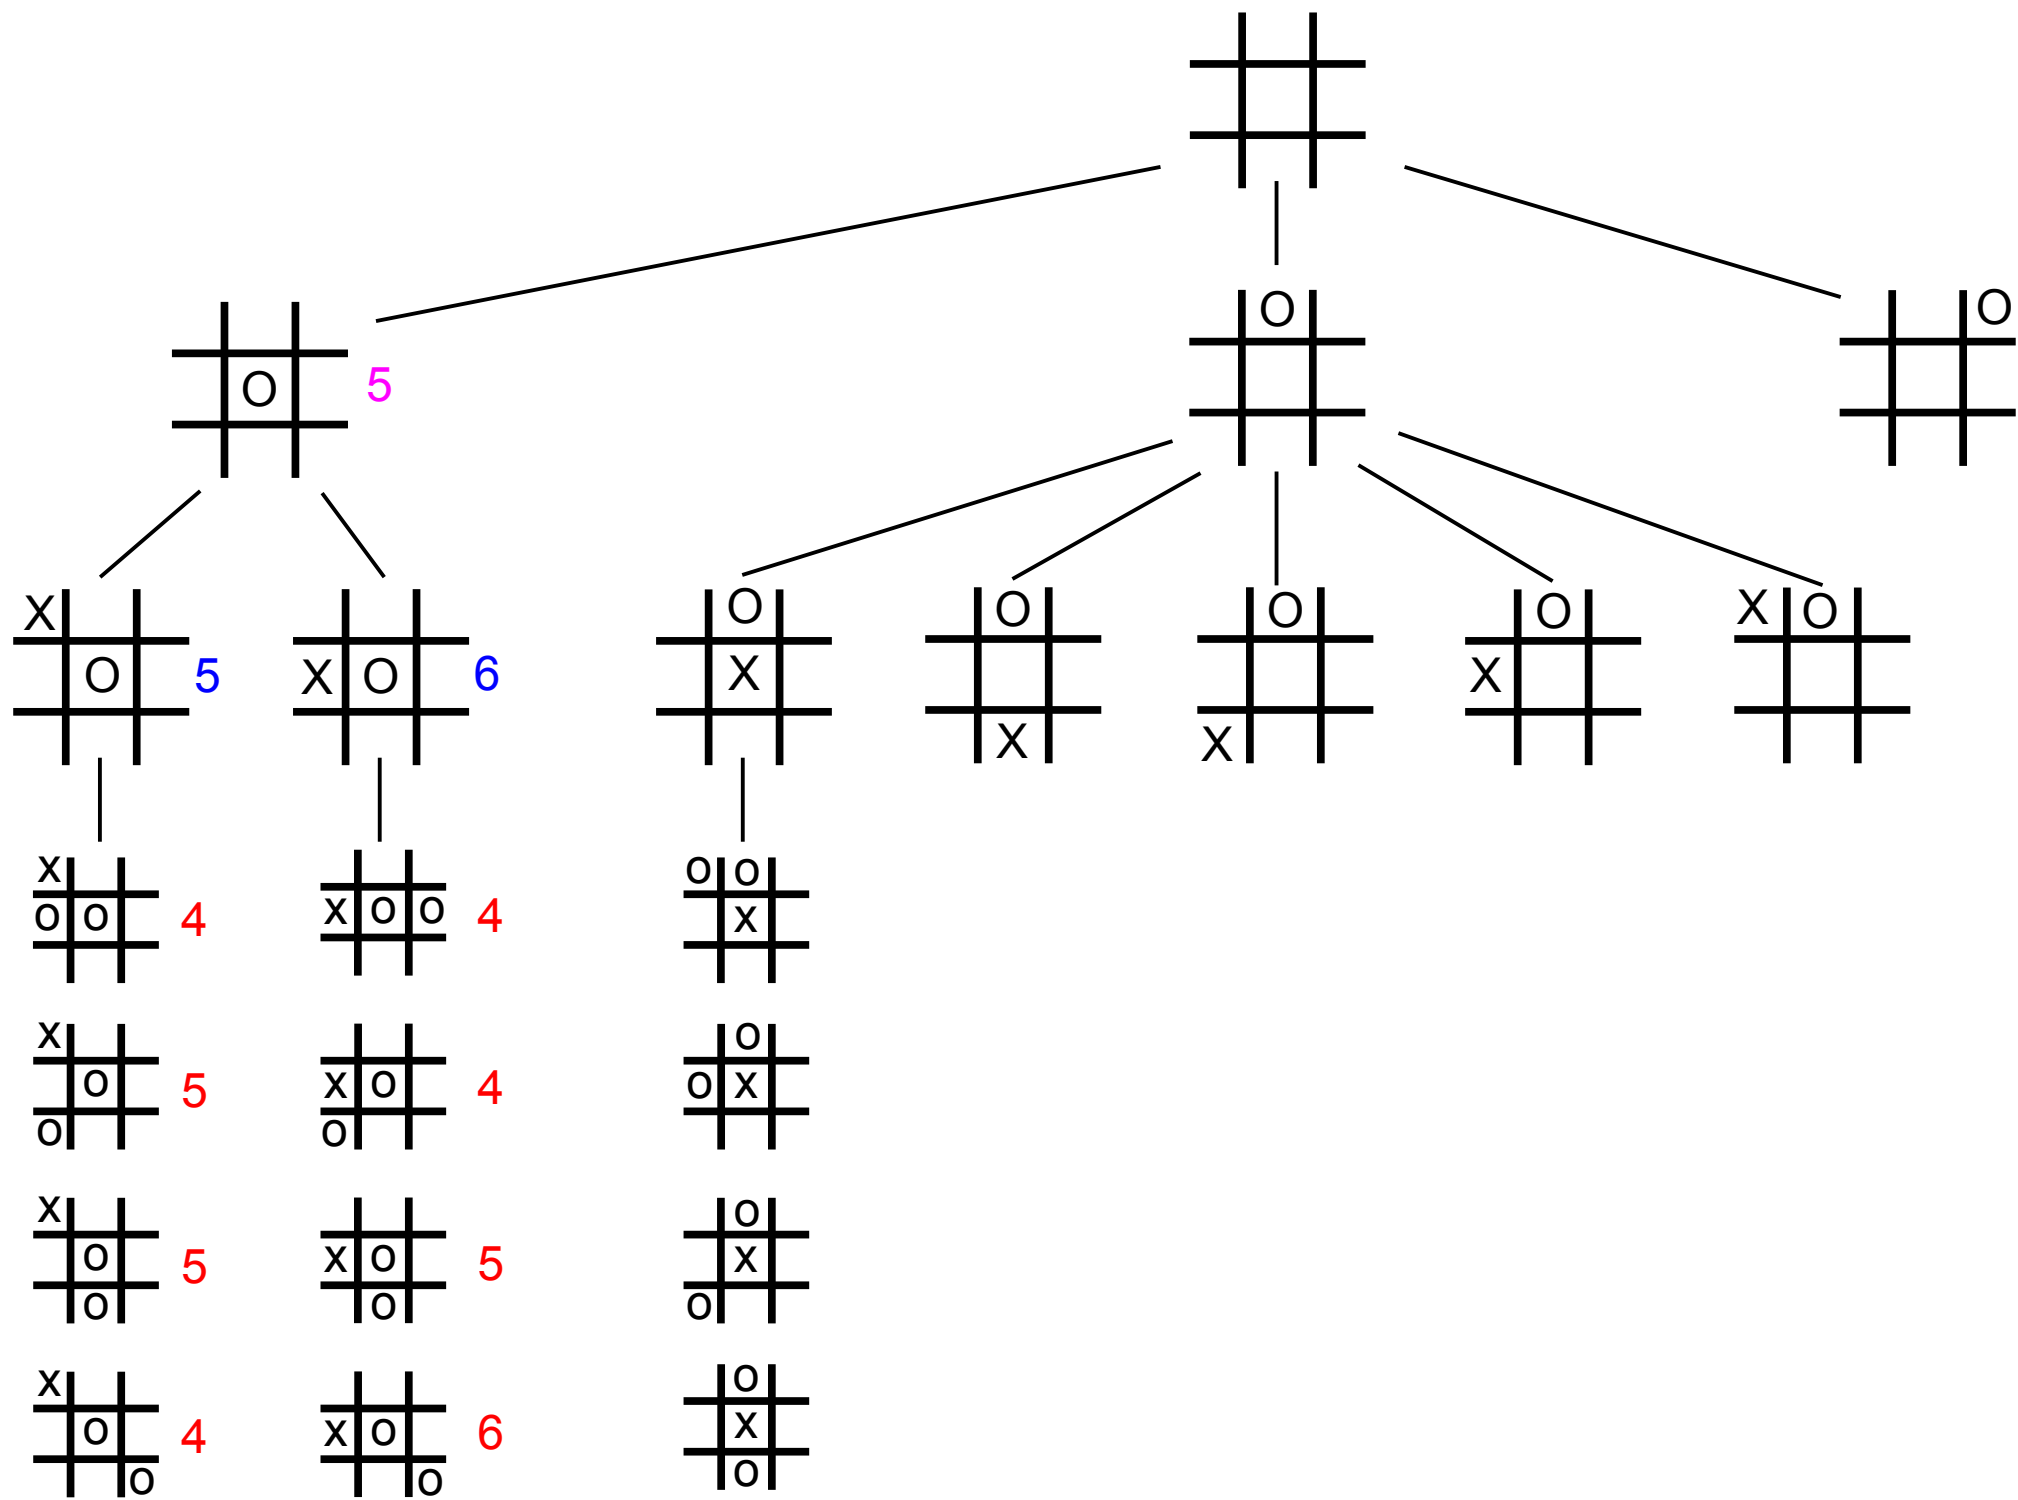 O O
O 5
X O O O O X O
O 5 X O 6 X X
X X
x o o
o o 4 x o o 4 x
x o
o 5 x o 4 o x
o o
x o
o 5 x o 5 x
o o o
x o
o 4 x o 6 x
o o o